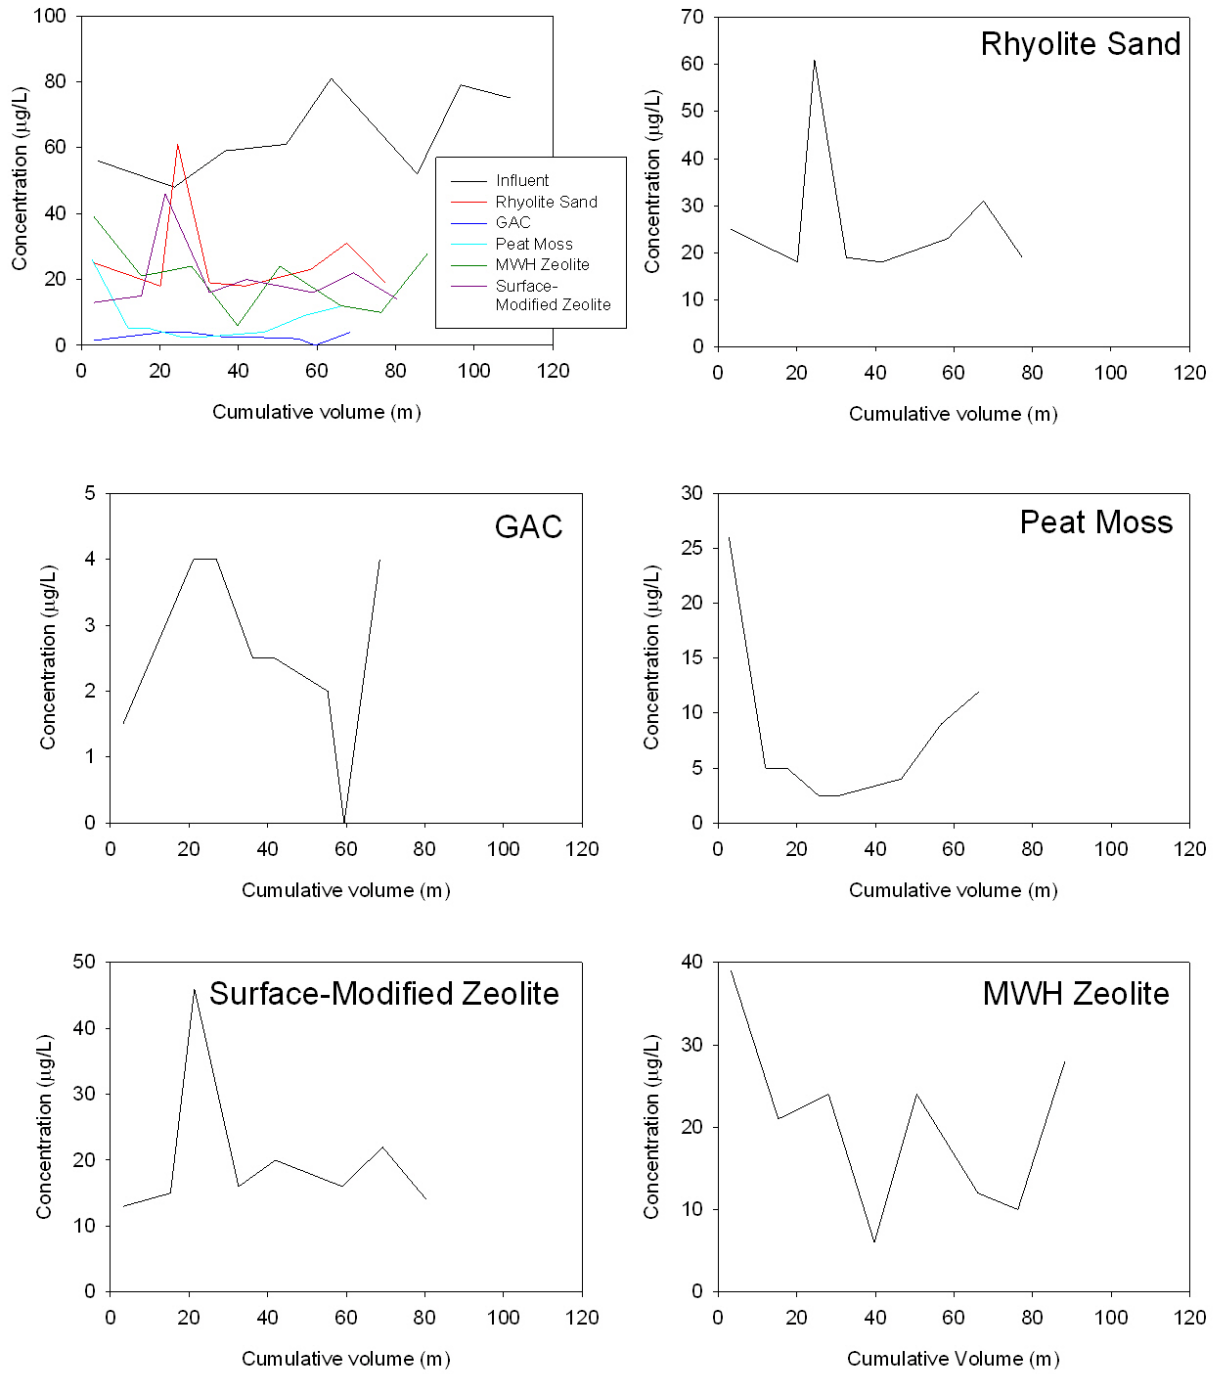 100
80
60
40
20
0
Concentration (μg/L)
0 20 40 60 80 100 120
Cumulative volume (m)
Influent
Rhyolite Sand
GAC
Peat Moss
MWH Zeolite
Surface-
Modified Zeolite
Rhyolite Sand
70
60
50
40
30
20
10
0
Concentration (μg/L)
0 20 40 60 80 100 120
Cumulative volume (m)
GAC
5
4
3
2
1
0
Concentration (μg/L)
0 20 40 60 80 100 120
Cumulative volume (m)
Peat Moss
30
25
20
15
10
5
0
Concentration (μg/L)
0 20 40 60 80 100 120
Cumulative volume (m)
Surface-Modified Zeolite
50
40
30
20
10
0
Concentration (μg/L)
0 20 40 60 80 100 120
Cumulative volume (m)
MWH Zeolite
40
30
20
10
0
Concentration (μg/L)
0 20 40 60 80 100 120
Cumulative Volume (m)